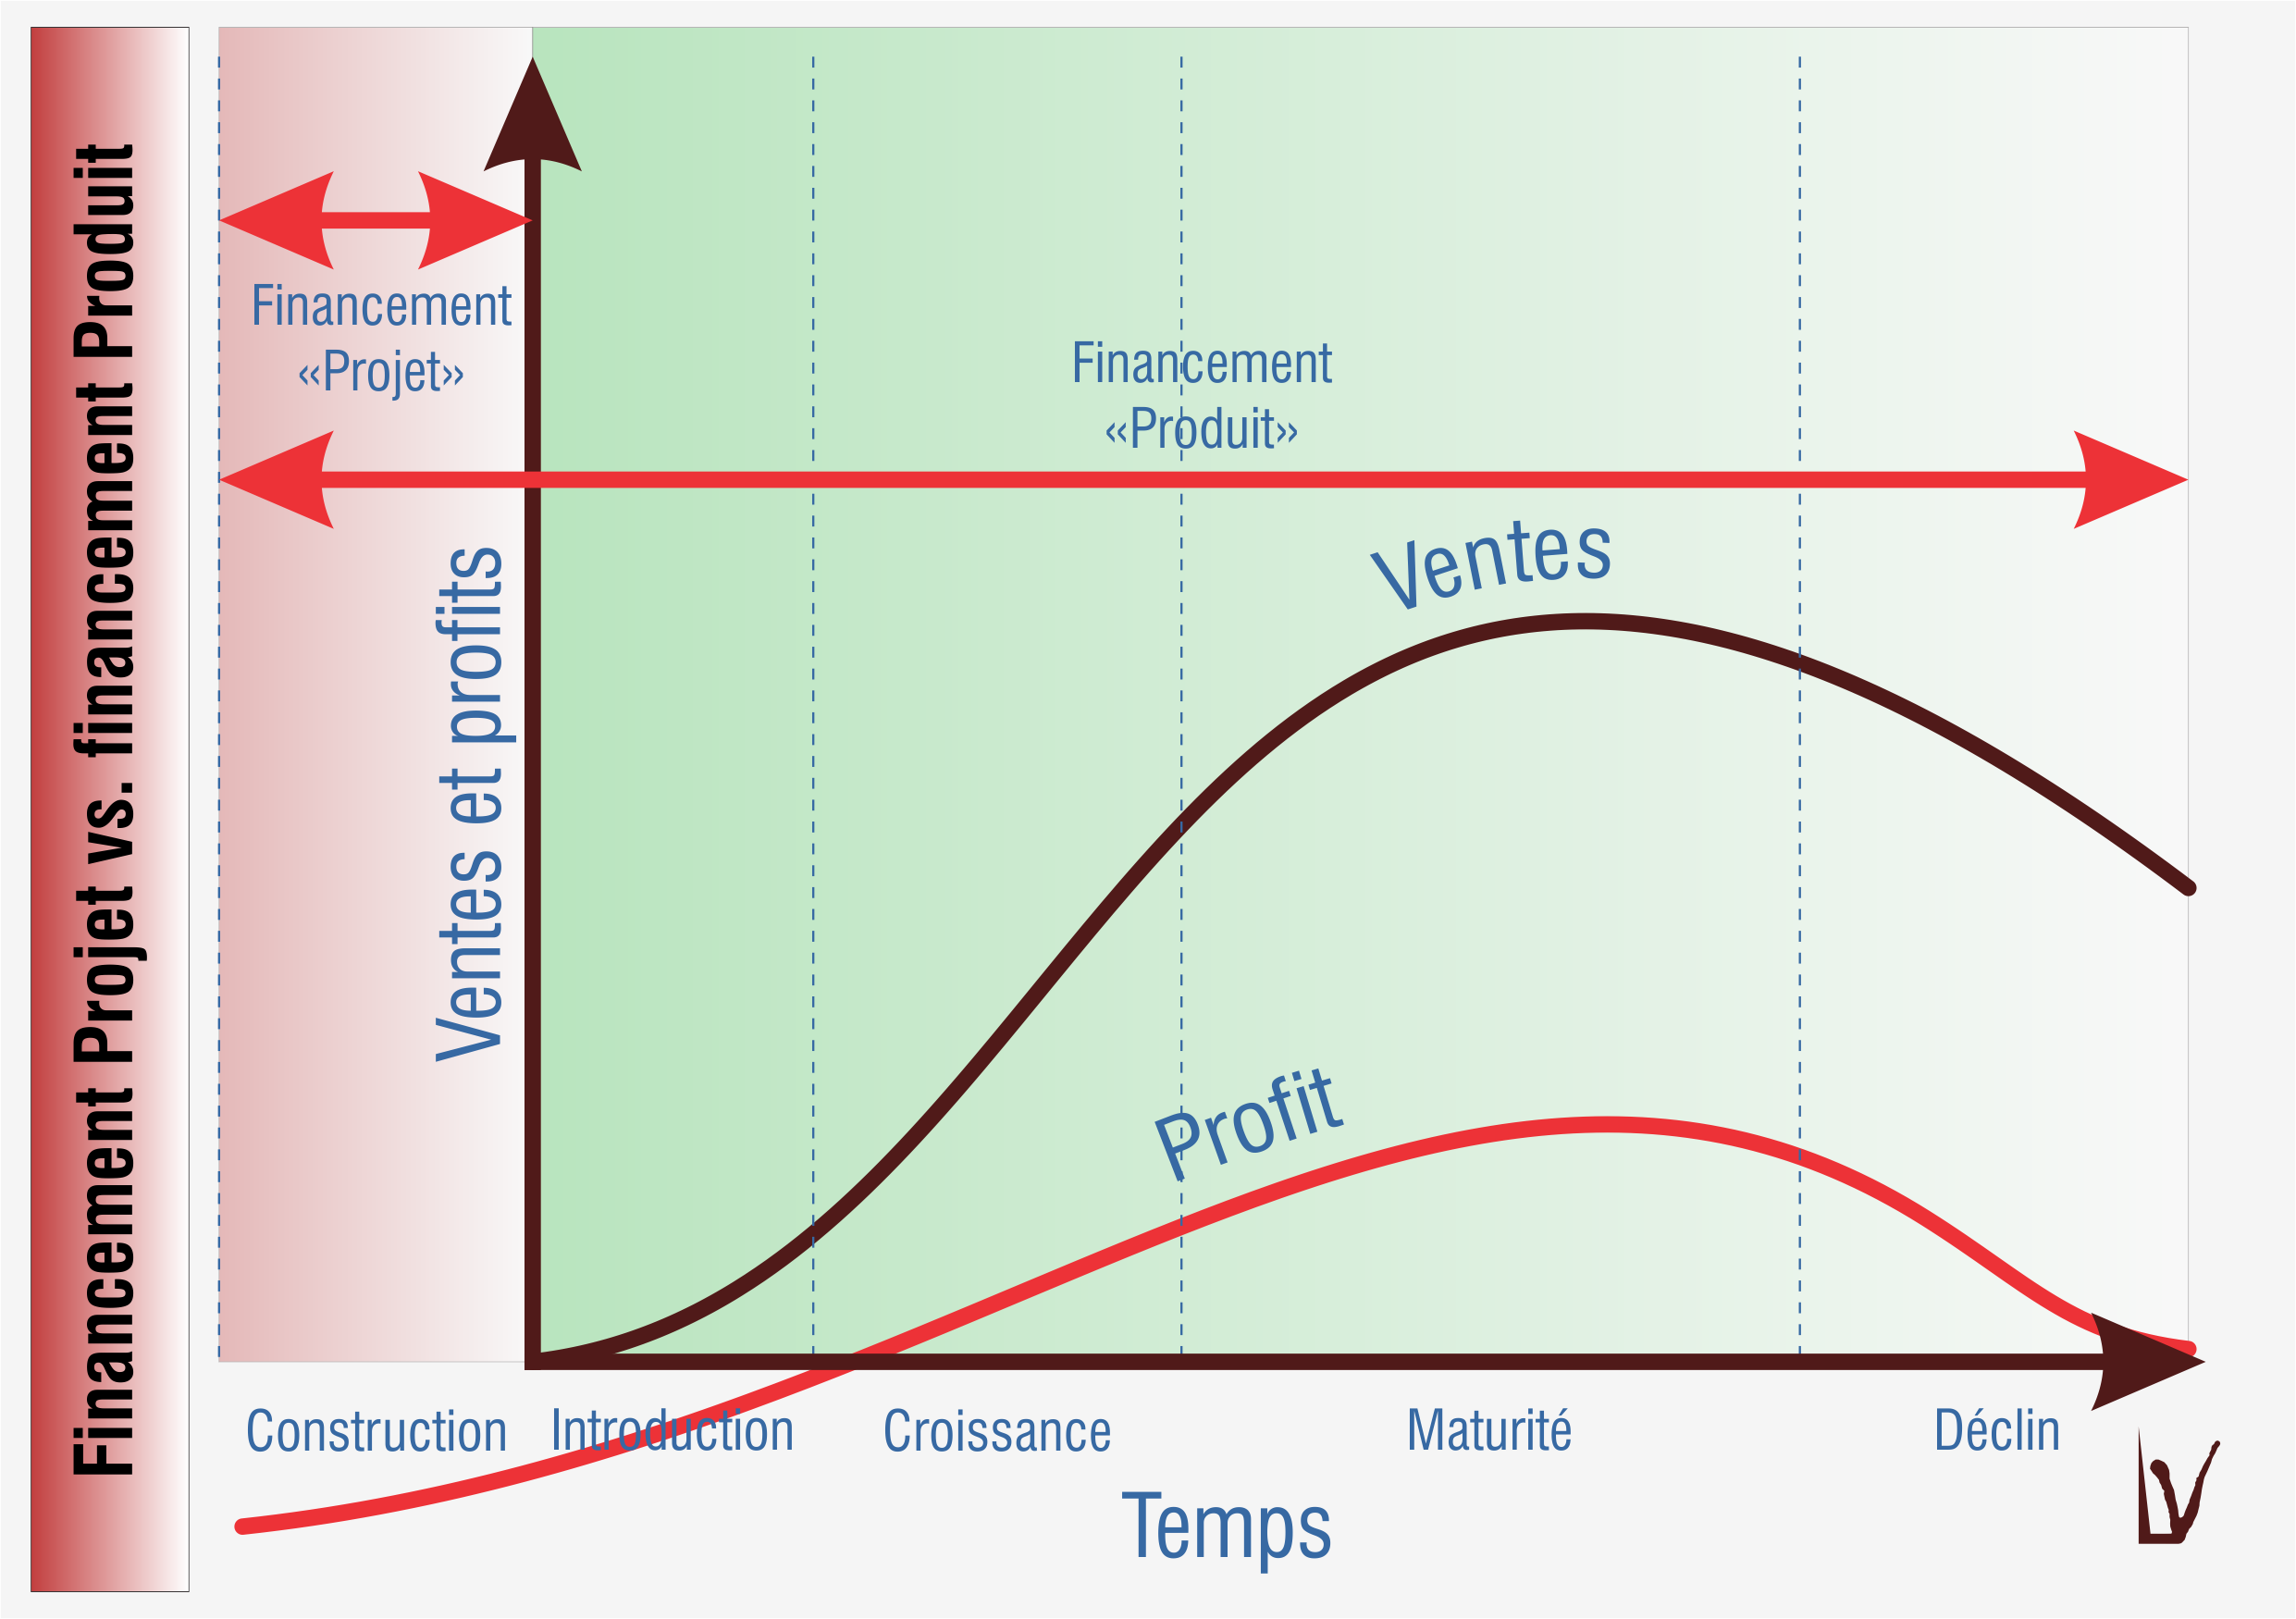 Financement Projet vs. financement Produit
Financement
«Projet»
Financement
«Produit»
Ventes et profits
Ventes
Profit
Construction
Introduction
Croissance
Maturité
Déclin
Temps